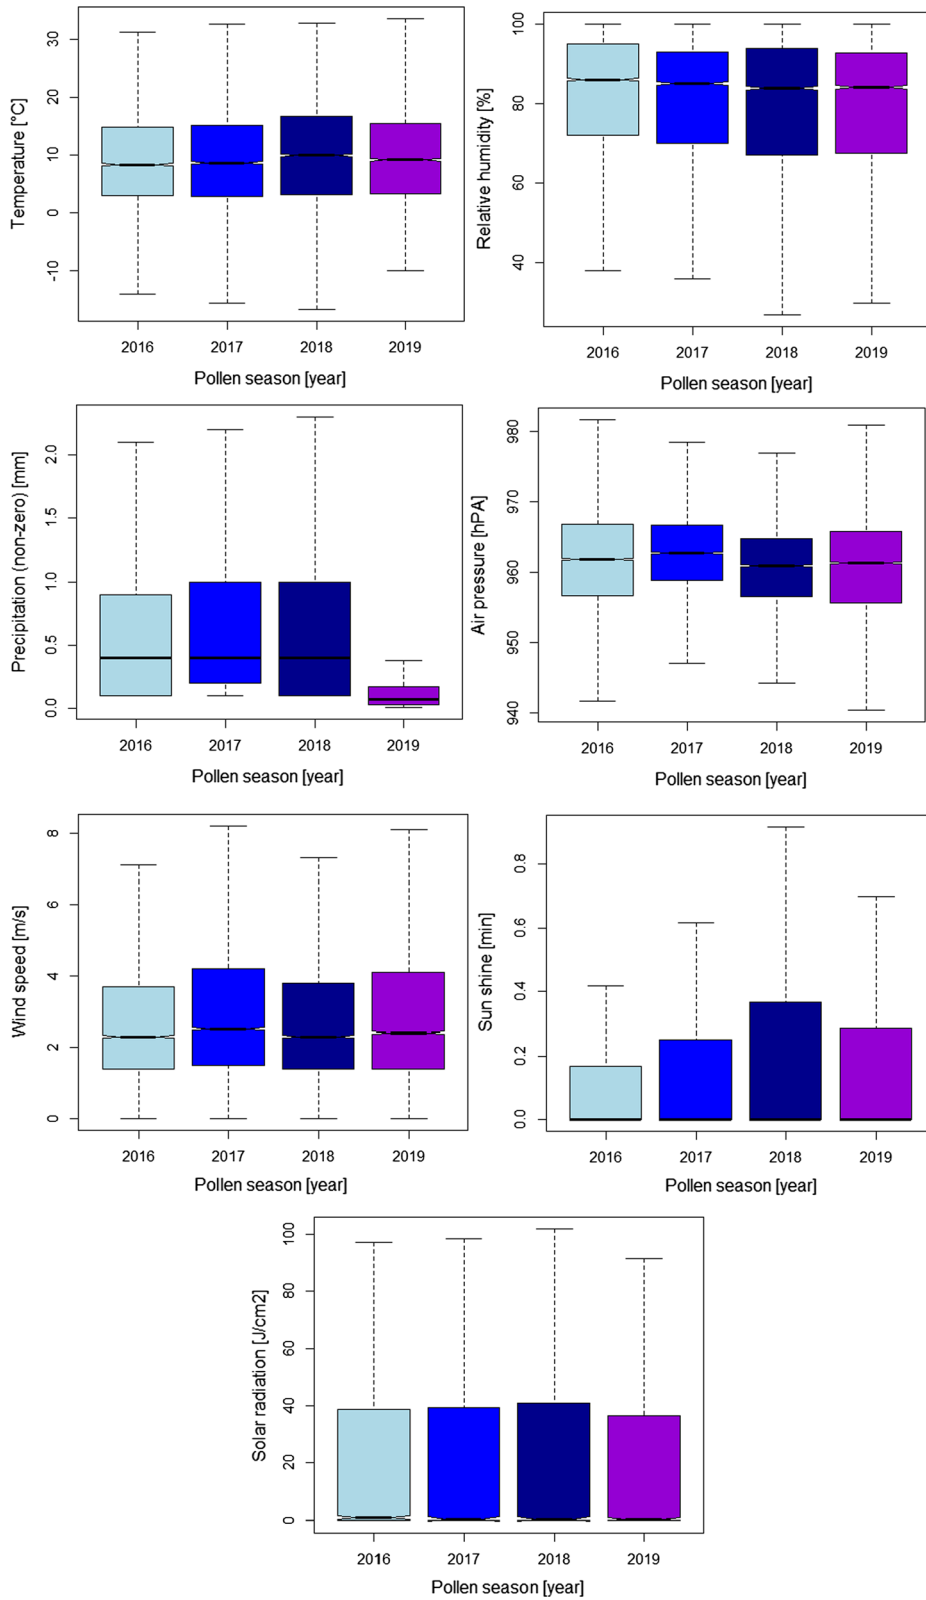 Temperature [°C]
30
20
10
0
-10
2016 2017 2018 2019
Pollen season [year]
Relative humidity [%]
100
80
60
40
2016 2017 2018 2019
Pollen season [year]
Precipitation (non-zero) [mm]
2.0
1.5
1.0
0.5
0.0
2016 2017 2018 2019
Pollen season [year]
Air pressure [hPA]
980
970
960
950
940
2016 2017 2018 2019
Pollen season [year]
Wind speed [m/s]
8
6
4
2
0
2016 2017 2018 2019
Pollen season [year]
Sun shine [min]
0.8
0.6
0.4
0.2
0.0
2016 2017 2018 2019
Pollen season [year]
Solar radiation [J/cm2]
100
80
60
40
20
0
2016 2017 2018 2019
Pollen season [year]